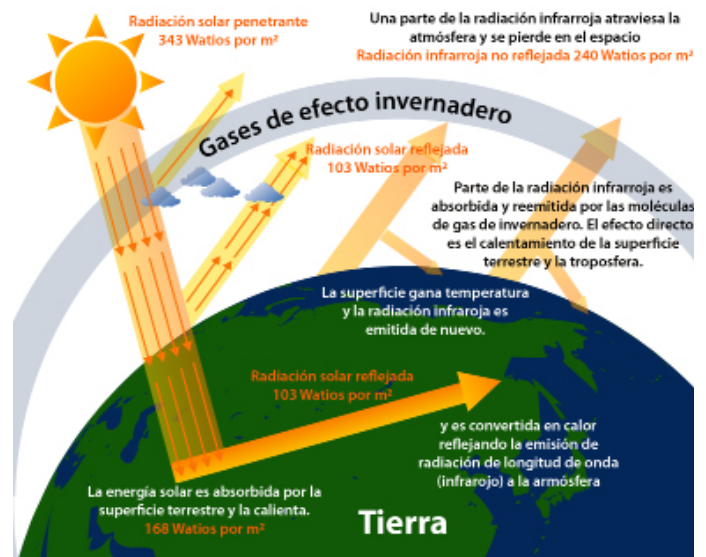 Radiación solar penetrante
343 Watios por m²
Una parte de la radiación infrarroja atraviesa la
atmósfera y se pierde en el espacio
Radiación infrarroja no reflejada 240 Watios por m²
Gases de efecto invernadero
Radiación solar reflejada
103 Watios por m²
Parte de la radiación infrarroja es
absorbida y reemitida por las moléculas
de gas de invernadero. El efecto directo
es el calentamiento de la superficie
terrestre y la troposfera.
La superficie gana temperatura
y la radiación infraroja es
emitida de nuevo.
Radiación solar reflejada
103 Watios por m²
y es convertida en calor
reflejando la emisión de
radiación de longitud de onda
(infrarojo) a la armósfera
La energía solar es absorbida por la
superficie terrestre y la calienta.
168 Watios por m²
Tierra